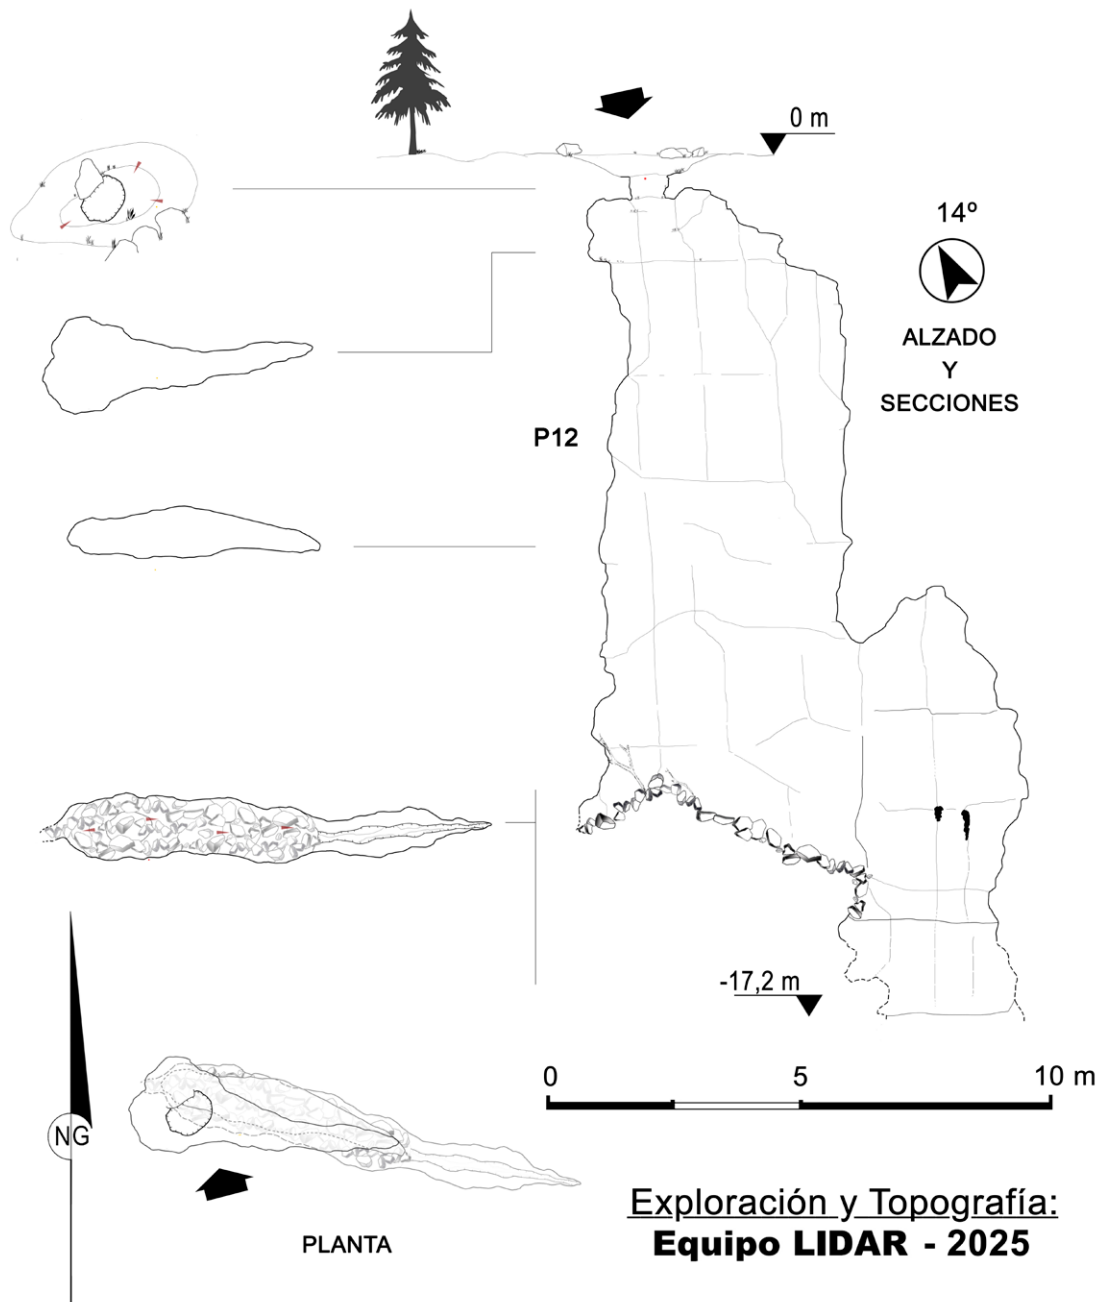 0 m
14º
ALZADO
Y
SECCIONES
P12
-17,2 m
0 5 10 m
NG
PLANTA
Exploración y Topografía:
Equipo LIDAR - 2025